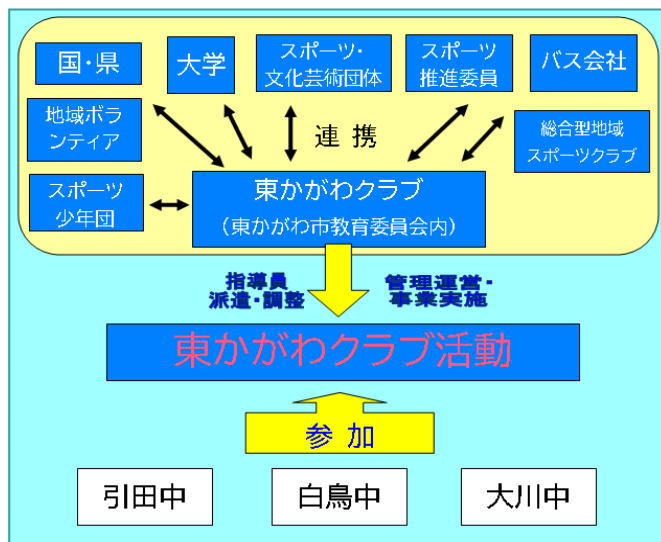 国・県
大学
スポーツ・
文化芸術団体
スポーツ
推進委員
バス会社
地域ボラ
ンティア
連 携
総合型地域
スポーツクラブ
スポーツ
少年団
東かがわクラブ
（東かがわ市教育委員会内）
指導員
派遣・調整
管理運営・
事業実施
東かがわクラブ活動
参 加
引田中
白鳥中
大川中